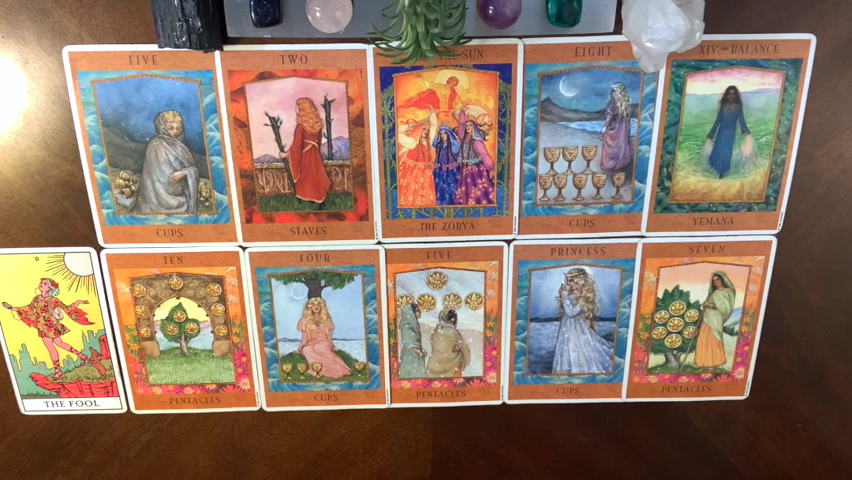 FIVE
CUPS
TWO
STAVES
SUN
THE ZORYA
EIGHT
CUPS
XIV BALANCE
YEMANA
THE FOOL
TEN
PENTACLES
FOUR
CUPS
FIVE
PENTACLES
PRINCESS
CUPS
SEVEN
PENTACLES